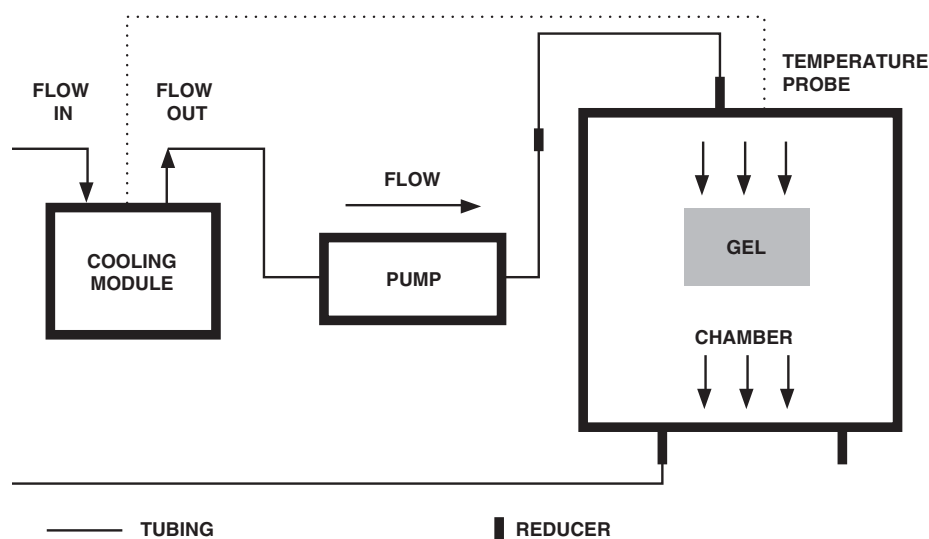 TEMPERATURE
PROBE
FLOW
IN
FLOW
OUT
FLOW
COOLING
MODULE
PUMP
GEL
CHAMBER
TUBING
REDUCER